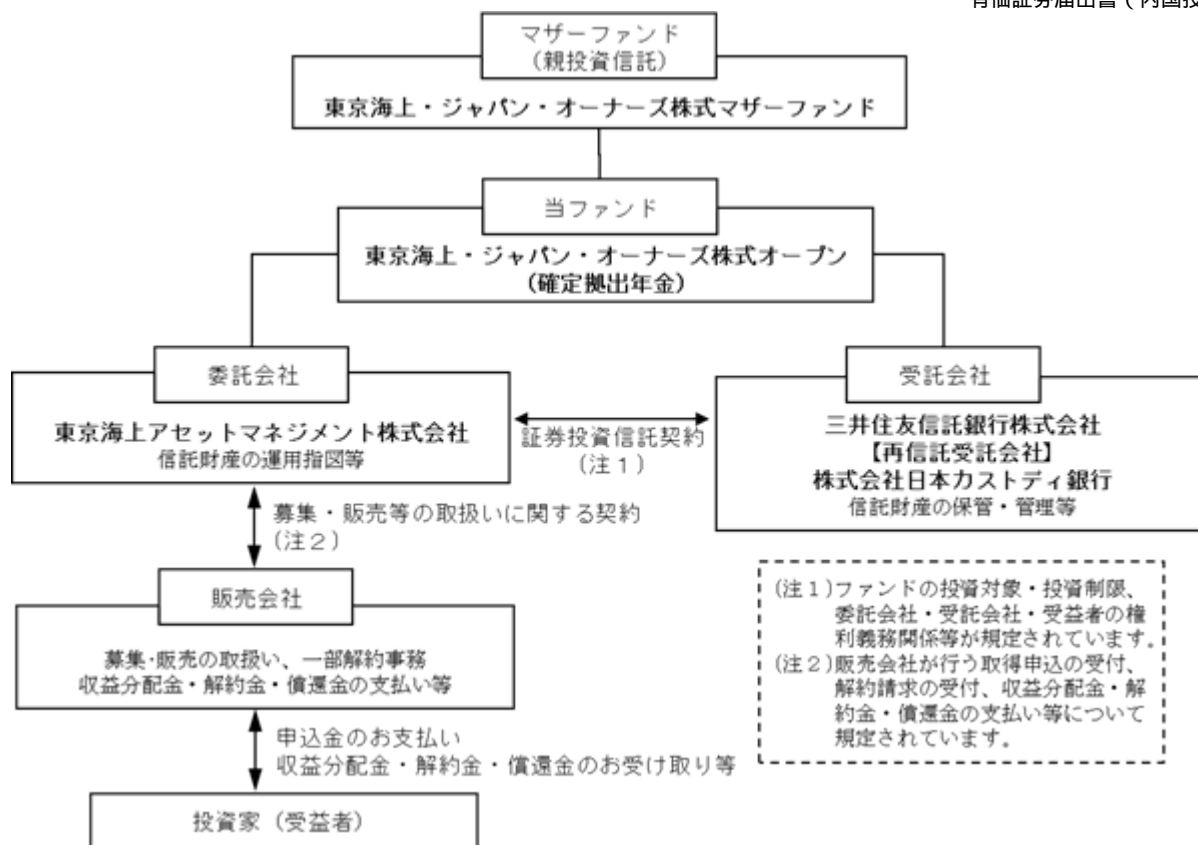 有価証券届出書（内国投
マザーファンド
（親投資信託）
東京海上・ジャパン・オーナーズ株式マザーファンド
当ファンド
東京海上・ジャパン・オーナーズ株式オープン
（確定拠出年金）
委託会社
東京海上アセットマネジメント株式会社
信託財産の運用指図等
証券投資信託契約
（注１）
受託会社
三井住友信託銀行株式会社
【再信託受託会社】
株式会社日本カストディ銀行
信託財産の保管・管理等
募集・販売等の取扱いに関する契約
（注２）
販売会社
募集・販売の取扱い、一部解約事務
収益分配金・解約金・償還金の支払い等
申込金のお支払い
収益分配金・解約金・償還金のお受け取り等
投資家（受益者）
（注１）ファンドの投資対象・投資制限、
委託会社・受託会社・受益者の権
利義務関係等が規定されています。
（注２）販売会社が行う取得申込の受付、
解約請求の受付、収益分配金・解
約金・償還金の支払い等について
規定されています。